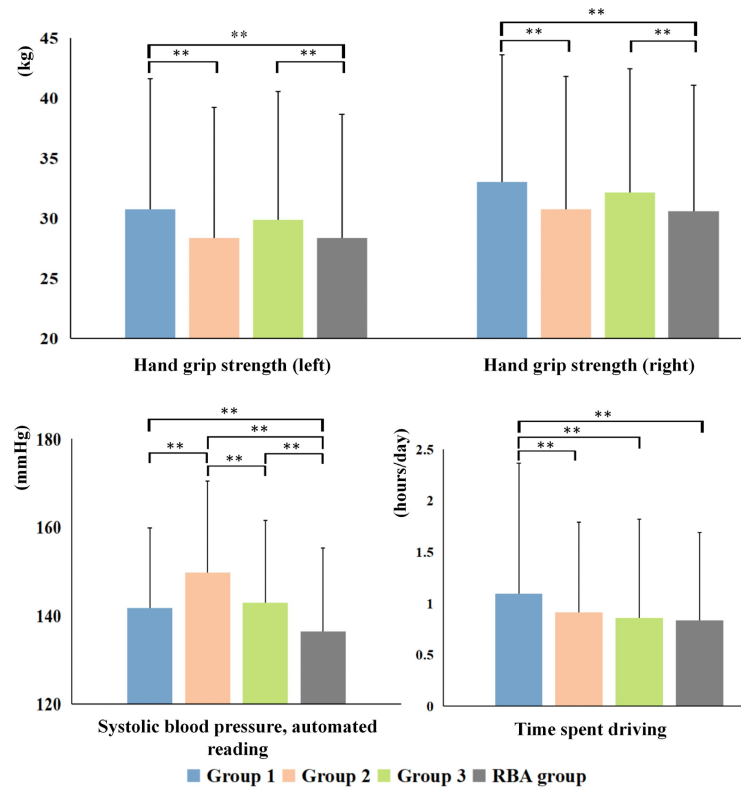 ** **
** ** ** **
45
40
35
30
25
20
(kg)
Hand grip strength (left) Hand grip strength (right)
**
**
** ** **
180
160
140
120
(mmHg)
Systolic blood pressure, automated
reading
**
**
**
2.5
2
1.5
1
0.5
0
(hours/day)
Time spent driving
Group 1 Group 2 Group 3 RBA group